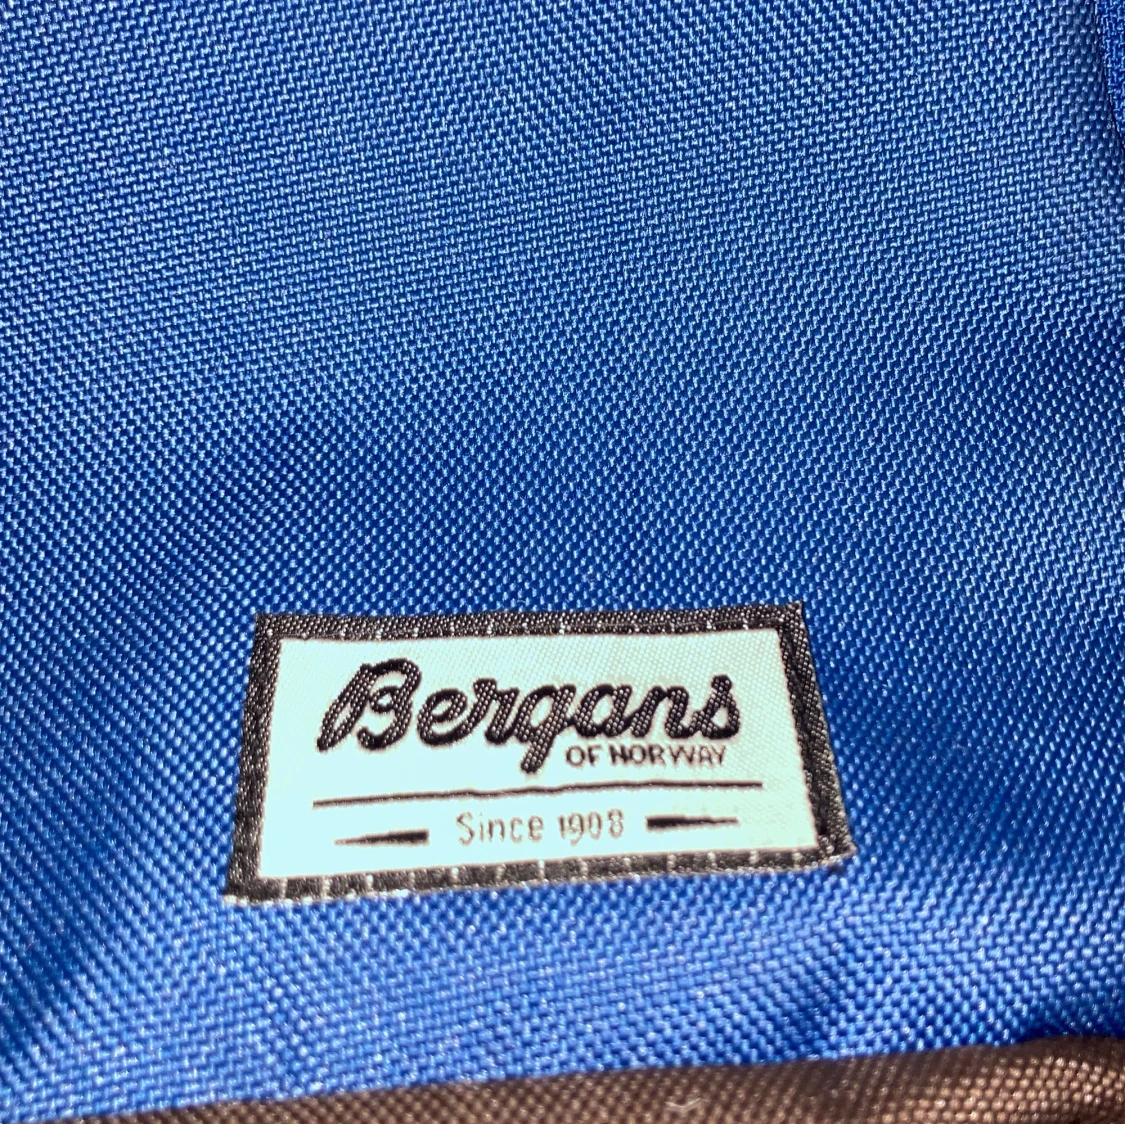 Bergans
OF NORWAY
Since 1908